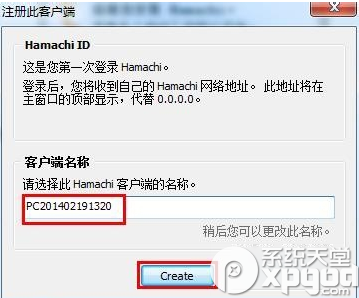 注册此客户端
Hamachi ID
这是您第一次登录 Hamachi。
登录后，您将收到自己的 Hamachi 网络地址。 此地址将在
主窗口的顶部显示，代替 0.0.0.0。
客户端名称
请选择此 Hamachi 客户端的名称。
PC201402191320
稍后您可以更改此名称。
Create
系统天堂